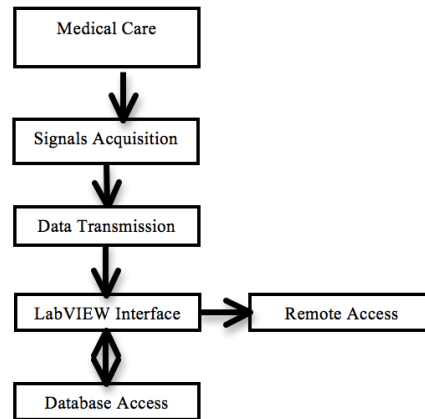 Medical Care
Signals Acquisition
Data Transmission
LabVIEW Interface
Remote Access
Database Access